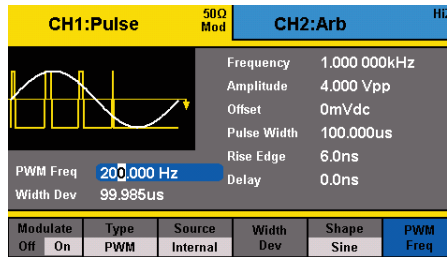 CH1:Pulse
50Ω
Mod
CH2:Arb
HiZ
Frequency 1.000 000kHz
Amplitude 4.000 Vpp
Offset 0mVdc
Pulse Width 100.000us
Rise Edge 6.0ns
PWM Freq 200.000 Hz
Delay 0.0ns
Width Dev 99.985us
Modulate Type Source Width Shape PWM
Off On PWM Internal Dev Sine Freq